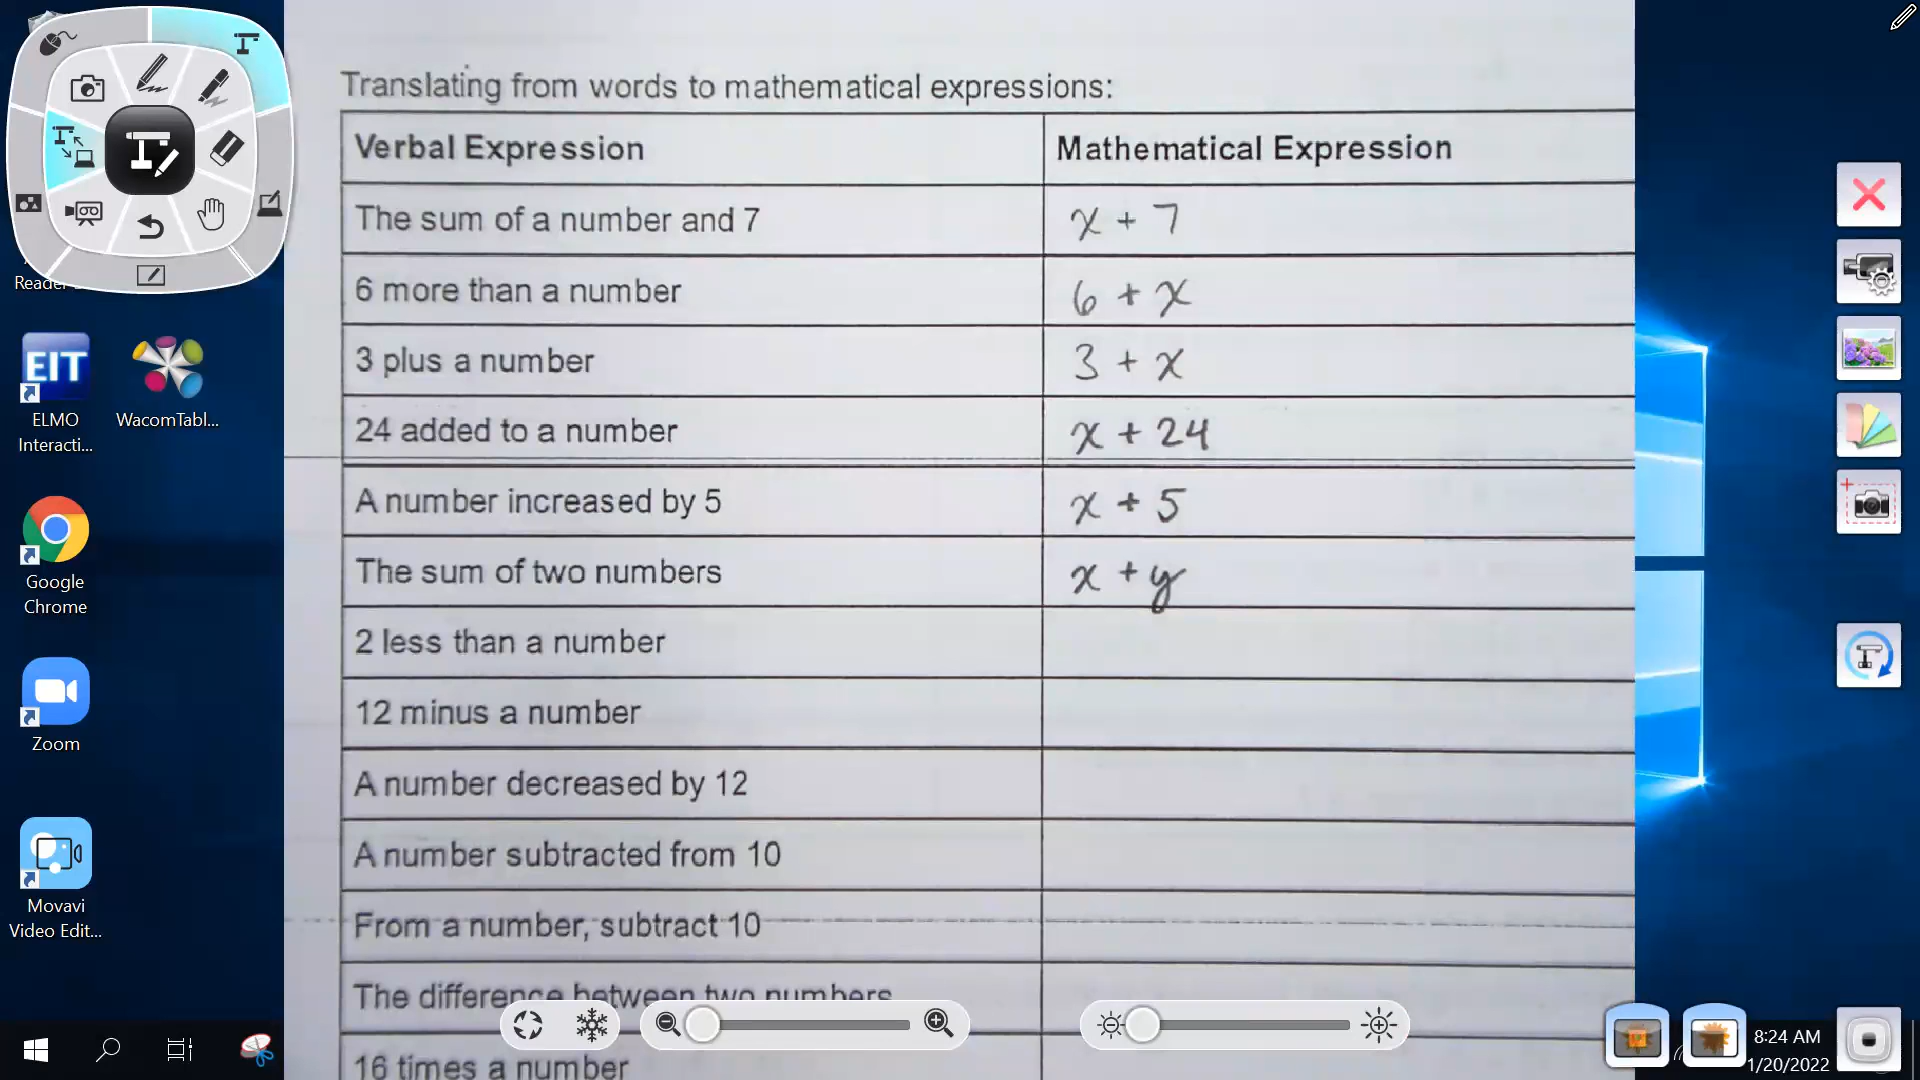 Translating from words to mathematical expressions:
Verbal Expression
Mathematical Expression
The sum of a number and 7
x + 7
6 more than a number
6 + x
3 plus a number
3 + x
24 added to a number
x + 24
A number increased by 5
x + 5
The sum of two numbers
x + y
2 less than a number
12 minus a number
A number decreased by 12
A number subtracted from 10
From a number, subtract 10
The difference between two numbers
16 times a number
EIT
ELMO
Interacti...
WacomTabl...
Google
Chrome
Zoom
Movavi
Video Edit...
8:24 AM
1/20/2022